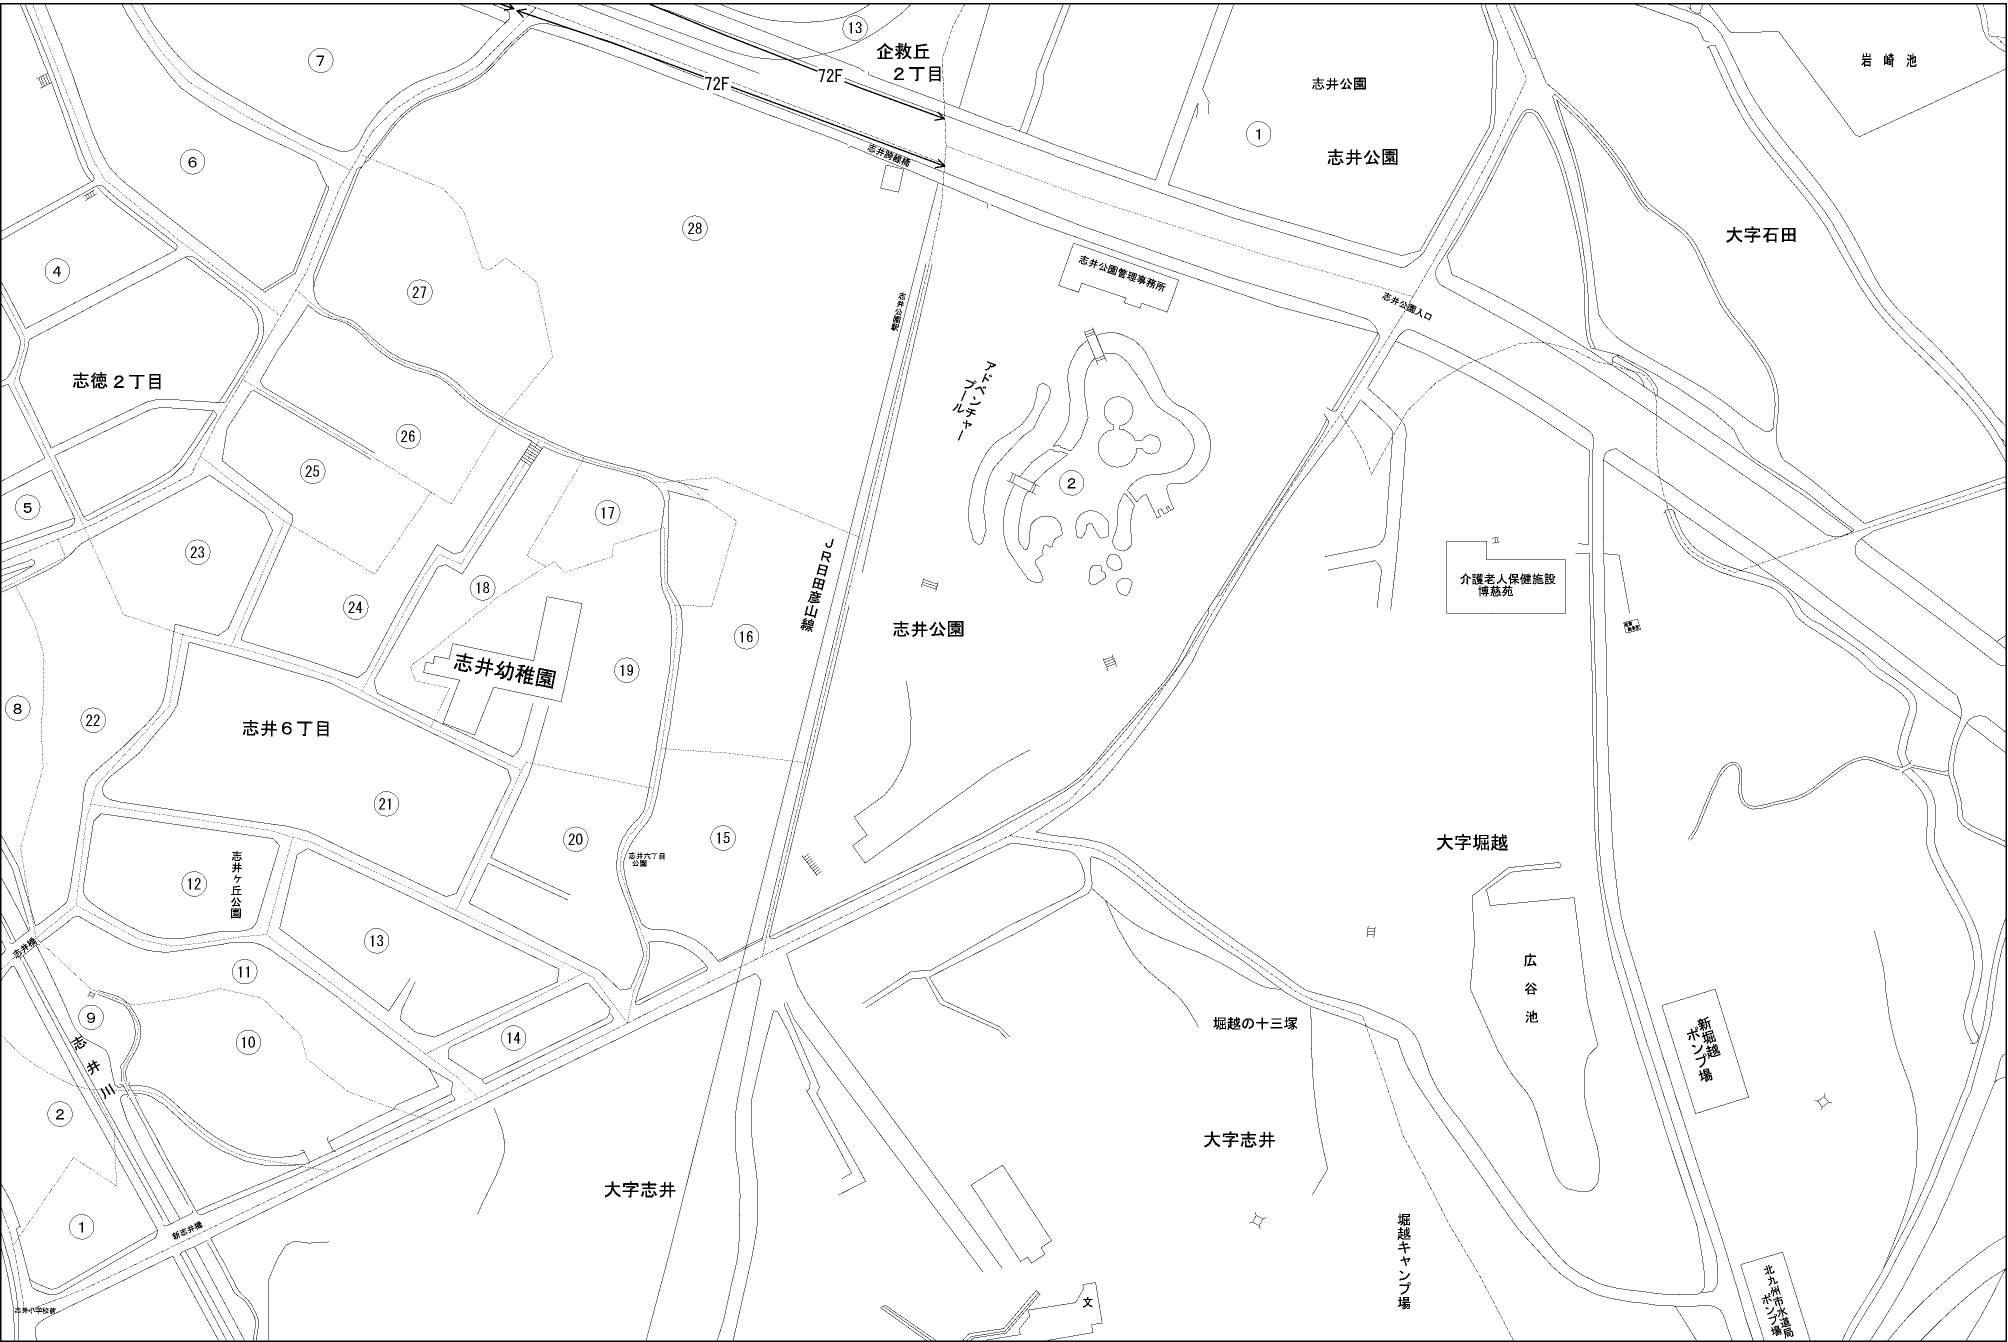 ⑬
企救丘
２丁目
72F
72F
⑦
岩崎池
志井公園
①
志井公園
志井跨線橋
⑥
㉘
大字石田
④
㉗
志井公園管理事務所
志井公園入口
志井公園駅
志徳２丁目
アドベンチャー
プール
㉖
㉕
②
⑤
⑰
㉓
JR日田彦山線
介護老人保健施設
博慈苑
⑱
㉔
⑯
志井公園
志井幼稚園
⑲
⑧
㉒
志井６丁目
㉑
⑳
⑮
大字堀越
志井六丁目
公園
志井ヶ丘公園
⑫
⑬
志井橋
⑪
広谷池
⑨
志井川
⑩
⑭
堀越の十三塚
新堀越
ポンプ場
②
大字志井
大字志井
①
新志井橋
堀越キャンプ場
志井小学校前
文
北九州市水道局
ポンプ場